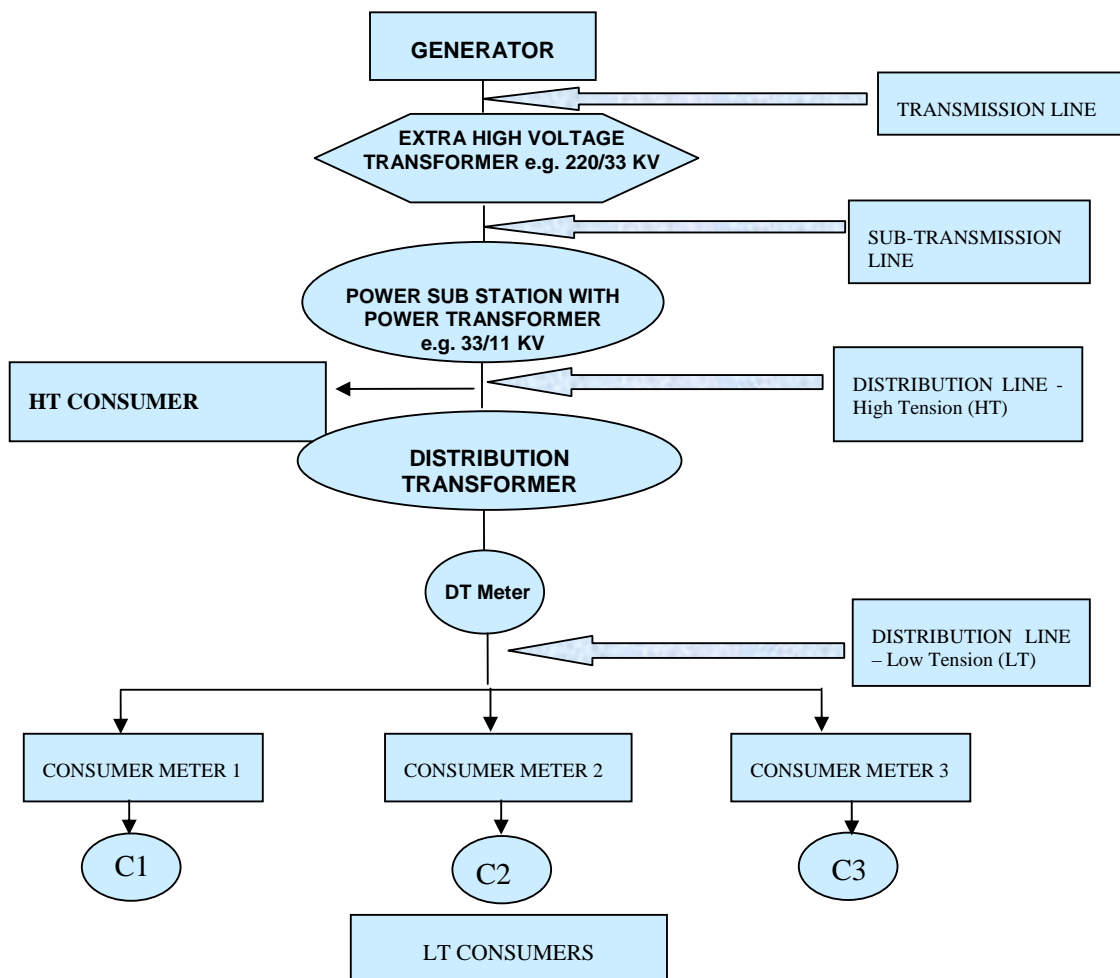 GENERATOR
TRANSMISSION LINE
EXTRA HIGH VOLTAGE
TRANSFORMER e.g. 220/33 KV
SUB-TRANSMISSION
LINE
POWER SUB STATION WITH
POWER TRANSFORMER
e.g. 33/11 KV
HT CONSUMER
DISTRIBUTION LINE -
High Tension (HT)
DISTRIBUTION
TRANSFORMER
DT Meter
DISTRIBUTION LINE
– Low Tension (LT)
CONSUMER METER 1
CONSUMER METER 2
CONSUMER METER 3
C1
C2
C3
LT CONSUMERS